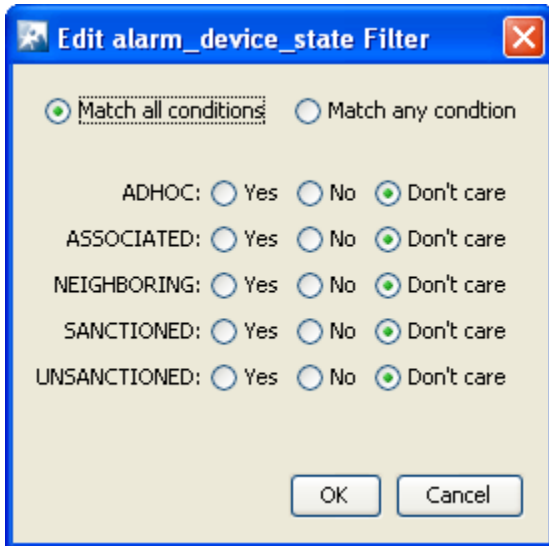 Edit alarm_device_state Filter
Match all conditions Match any condtion
ADHOC: Yes No Don't care
ASSOCIATED: Yes No Don't care
NEIGHBORING: Yes No Don't care
SANCTIONED: Yes No Don't care
UNSANCTIONED: Yes No Don't care
OK Cancel